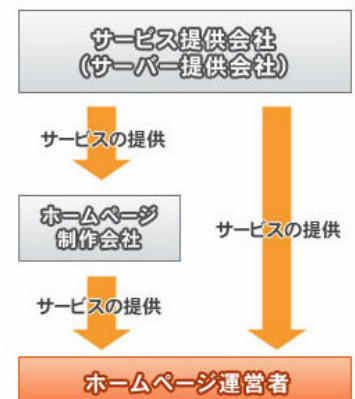 サービス提供会社
(サーバー提供会社)
サービスの提供
ホームページ
制作会社
サービスの提供
サービスの提供
ホームページ運営者